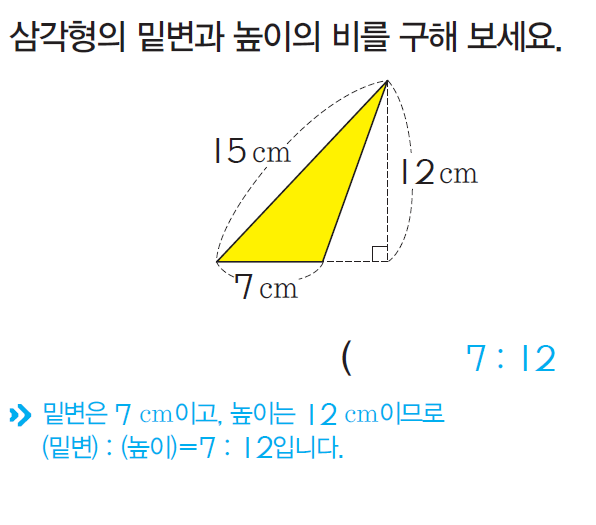 삼각형의 밑변과 높이의 비를 구해 보세요.
15 cm
12 cm
7 cm
( 7 : 12
» 밑변은 7 cm이고, 높이는 12 cm이므로
(밑변) : (높이)=7 : 12입니다.